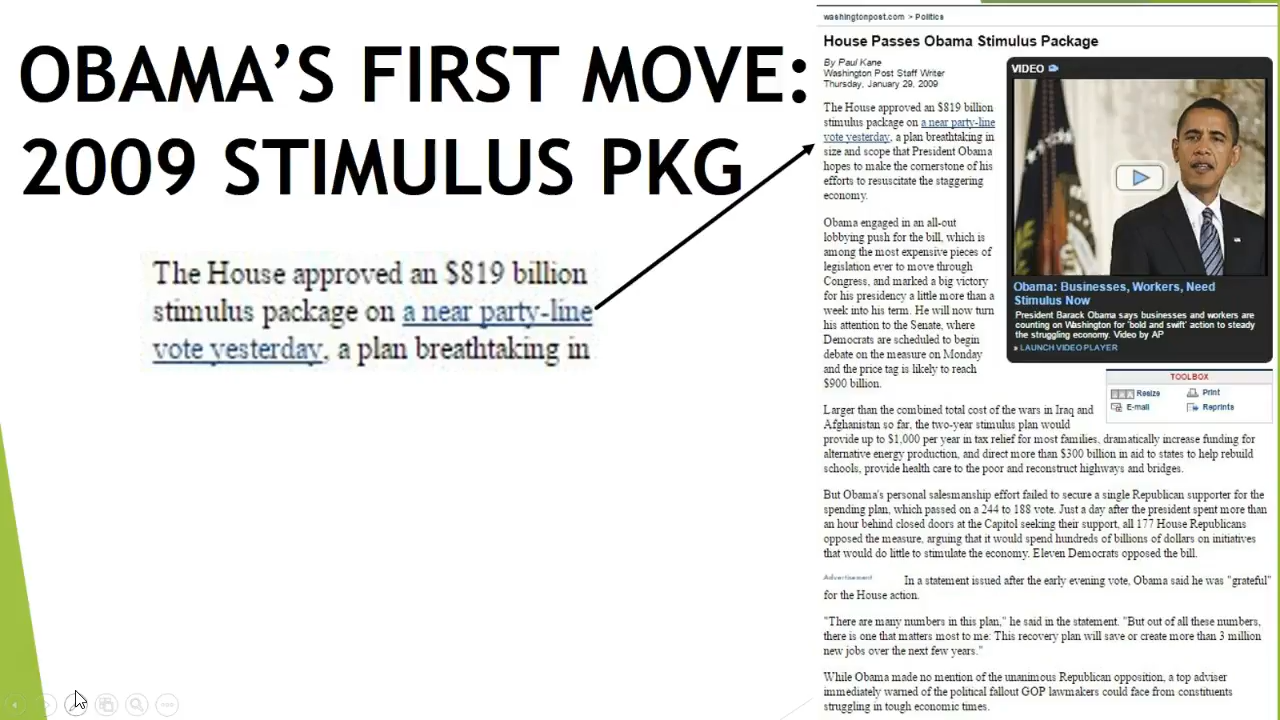 OBAMA’S FIRST MOVE:
2009 STIMULUS PKG
The House approved an $819 billion
stimulus package on a near party-line
vote yesterday, a plan breathtaking in
washingtonpost.com > Politics
House Passes Obama Stimulus Package
By Paul Kane
Washington Post Staff Writer
Thursday, January 29, 2009
The House approved an $819 billion
stimulus package on a near party-line
vote yesterday, a plan breathtaking in
size and scope that President Obama
hopes to make the cornerstone of his
efforts to resuscitate the staggering
economy.
Obama engaged in an all-out
lobbying push for the bill, which is
among the most expensive pieces of
legislation ever to move through
Congress, and marked a big victory
for his presidency a little more than a
week into his term. He will now turn
his attention to the Senate, where
Democrats are scheduled to begin
debate on the measure on Monday
and the price tag is likely to reach
$900 billion.
VIDEO
Obama: Businesses, Workers, Need
Stimulus Now
President Barack Obama says businesses and workers are
counting on Washington for 'bold and swift' action to steady
the struggling economy. Video by AP
» LAUNCH VIDEO PLAYER
TOOLBOX
Resize Print
E-mail Reprints
Larger than the combined total cost of the wars in Iraq and
Afghanistan so far, the two-year stimulus plan would
provide up to $1,000 per year in tax relief for most families, dramatically increase funding for
alternative energy production, and direct more than $300 billion in aid to states to help rebuild
schools, provide health care to the poor and reconstruct highways and bridges.
But Obama's personal salesmanship effort failed to secure a single Republican supporter for the
spending plan, which passed on a 244 to 188 vote. Just a day after the president spent more than
an hour behind closed doors at the Capitol seeking their support, all 177 House Republicans
opposed the measure, arguing that it would spend hundreds of billions of dollars on initiatives
that would do little to stimulate the economy. Eleven Democrats opposed the bill.
Advertisement
In a statement issued after the early evening vote, Obama said he was "grateful"
for the House action.
"There are many numbers in this plan," he said in the statement. "But out of all these numbers,
there is one that matters most to me: This recovery plan will save or create more than 3 million
new jobs over the next few years."
While Obama made no mention of the unanimous Republican opposition, a top adviser
immediately warned of the political fallout GOP lawmakers could face from constituents
struggling in tough economic times.